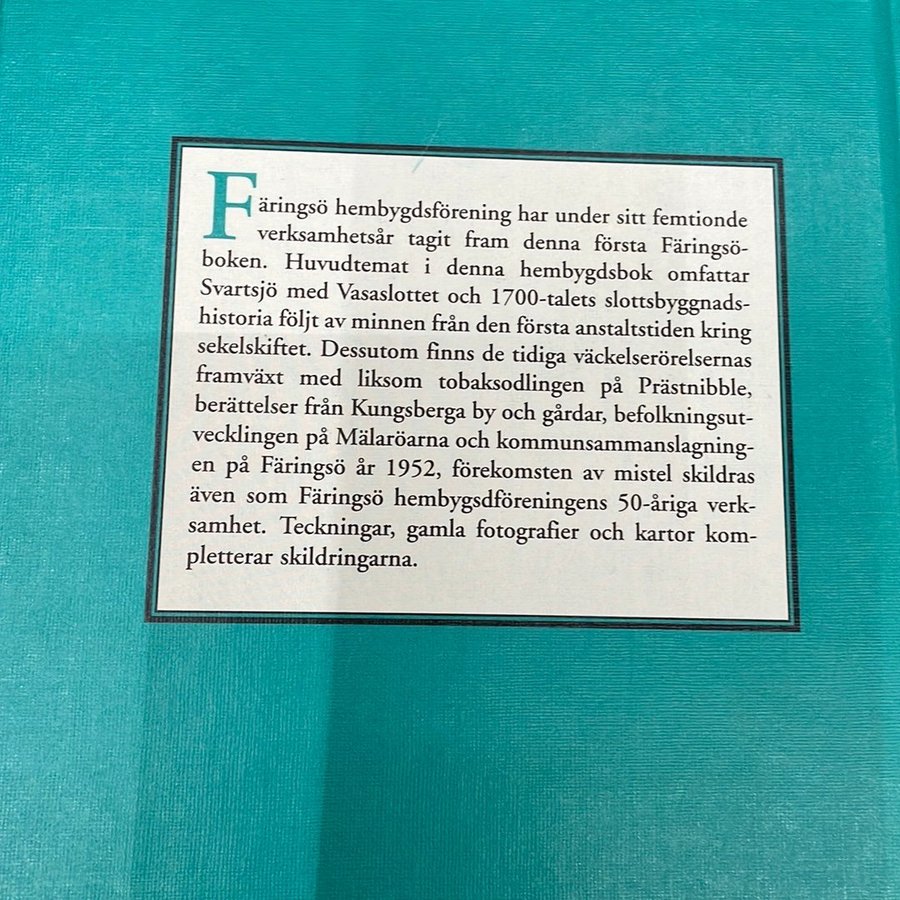 Färingsö hembygdsförening har under sitt femtionde
verksamhetsår tagit fram denna första Färingsö-
boken. Huvudtemat i denna hembygdsbok omfattar
Svartsjö med Vasaslottet och 1700-talets slottsbyggnads-
historia följt av minnen från den första anstaltstiden kring
sekelskiftet. Dessutom finns de tidiga väckelserörelsernas
framväxt med liksom tobaksodlingen på Prästnibble,
berättelser från Kungsberga by och gårdar, befolkningsut-
vecklingen på Mälaröarna och kommunsammanslagning-
en på Färingsö år 1952, förekomsten av mistel skildras
även som Färingsö hembygsdföreningens 50-åriga verk-
samhet. Teckningar, gamla fotografier och kartor kom-
pletterar skildringarna.